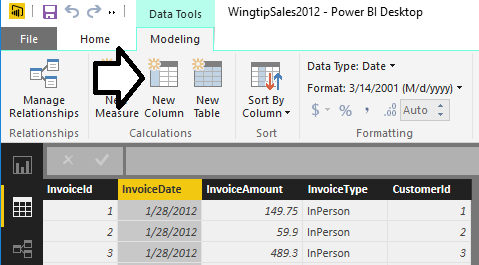 Data Tools
WingtipSales2012 - Power BI Desktop
File
Home
Modeling
Manage
Relationships
Relationships
New
Measure
New
Column
New
Table
Calculations
Sort By
Column
Sort
Data Type: Date
Format: 3/14/2001 (M/d/yyyy)
$ % , .00 Auto
Formatting
InvoiceId InvoiceDate InvoiceAmount InvoiceType CustomerId
1 1/28/2012 149.75 InPerson 1
2 1/28/2012 59.9 InPerson 2
3 1/28/2012 489.3 InPerson 3